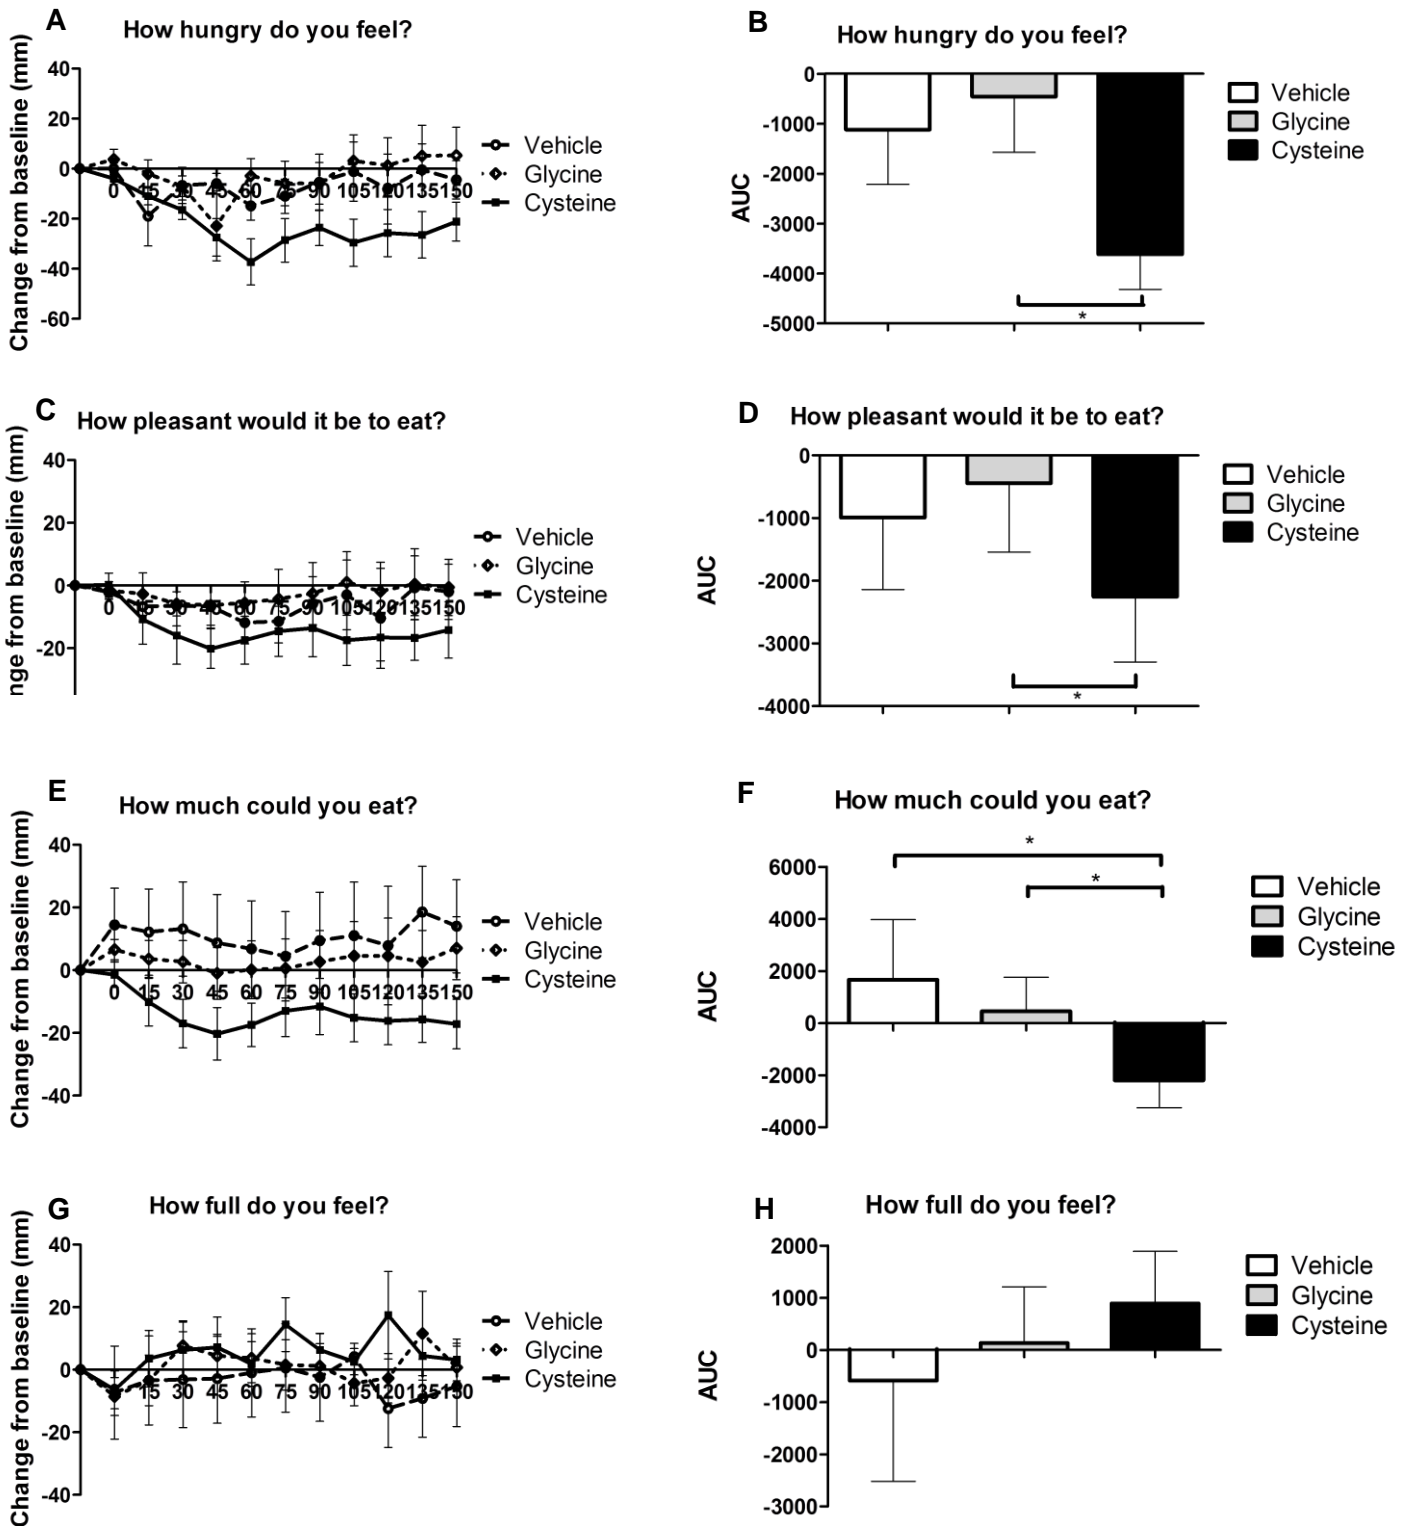 A
How hungry do you feel?
Change from baseline (mm)
40
20
0
-20
-40
-60
0 15 30 45 60 75 90 105 120 135 150
Vehicle
Glycine
Cysteine
B
How hungry do you feel?
AUC
0
-1000
-2000
-3000
-4000
-5000
*
Vehicle
Glycine
Cysteine
C
How pleasant would it be to eat?
nge from baseline (mm)
40
20
0
-20
0 15 30 45 60 75 90 105 120 135 150
Vehicle
Glycine
Cysteine
D
How pleasant would it be to eat?
AUC
0
-1000
-2000
-3000
-4000
*
Vehicle
Glycine
Cysteine
E
How much could you eat?
Change from baseline (mm)
40
20
0
-20
-40
0 15 30 45 60 75 90 105 120 135 150
Vehicle
Glycine
Cysteine
F
How much could you eat?
AUC
6000
4000
2000
0
-2000
-4000
*
*
Vehicle
Glycine
Cysteine
G
How full do you feel?
Change from baseline (mm)
40
20
0
-20
-40
0 15 30 45 60 75 90 105 120 135 150
Vehicle
Glycine
Cysteine
H
How full do you feel?
AUC
2000
1000
0
-1000
-2000
-3000
Vehicle
Glycine
Cysteine